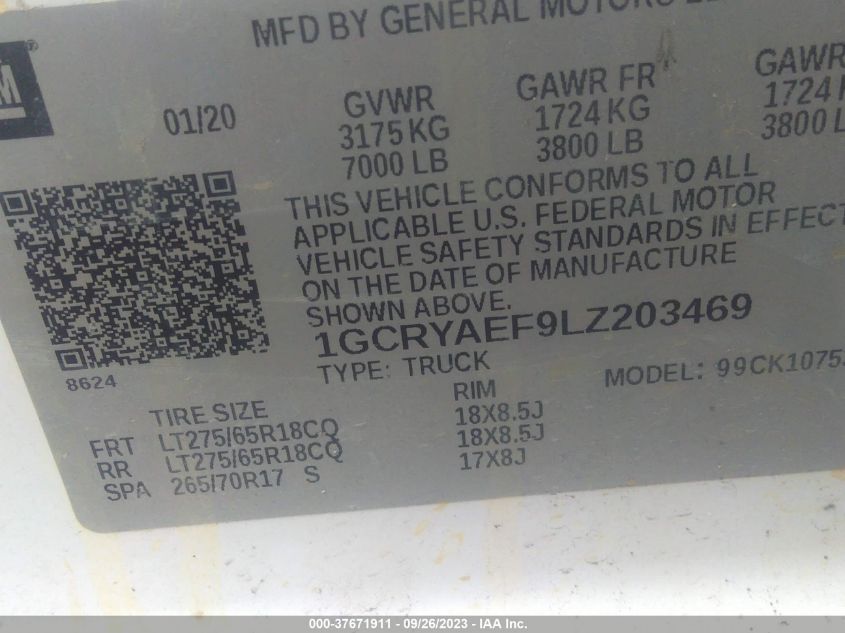 MFD BY GENERAL MOTORS
01/20
GVWR
3175 KG
7000 LB
GAWR FR
1724 KG
3800 LB
GAWR
1724
3800
THIS VEHICLE CONFORMS TO ALL
APPLICABLE U.S. FEDERAL MOTOR
VEHICLE SAFETY STANDARDS IN EFFECT
ON THE DATE OF MANUFACTURE
SHOWN ABOVE.
1GCRYAEF9LZ203469
TYPE: TRUCK
MODEL: 99CK1075
8624
TIRE SIZE RIM
FRT LT275/65R18CQ 18X8.5J
RR LT275/65R18CQ 18X8.5J
SPA 265/70R17 S 17X8J
000-37671911 - 09/26/2023 - IAA Inc.